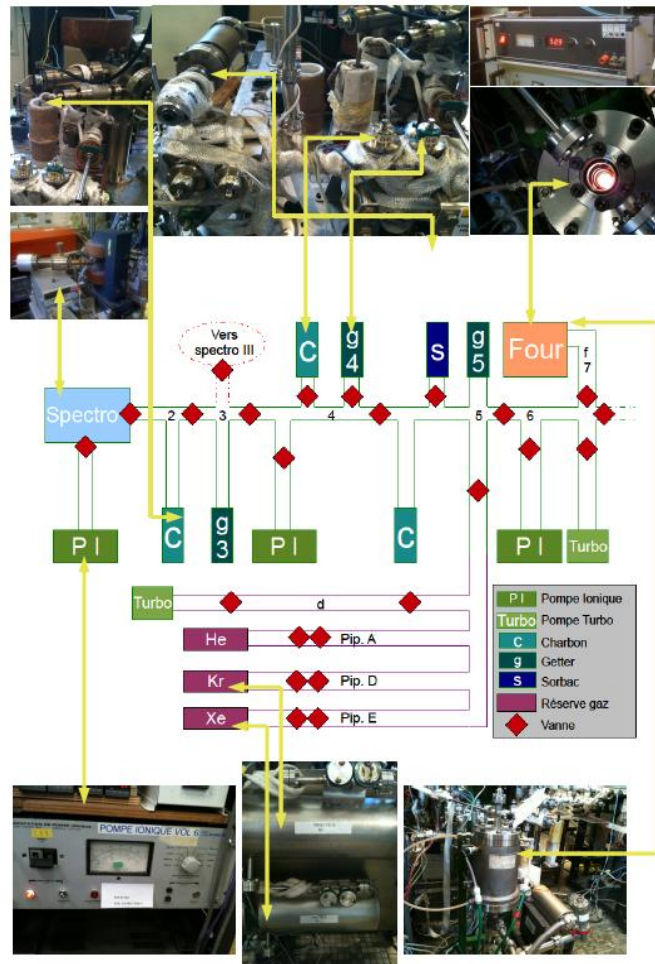 Vers
spectro III
C
g
4
s
g
5
Four
f
7
Spectro
2
3
4
5
6
P I
C
g
3
P I
C
P I
Turbo
Turbo
d
He
Pip. A
Kr
Pip. D
Xe
Pip. E
P I Pompe Ionique
Turbo Pompe Turbo
C Charbon
g Getter
s Sorbac
Réserve gaz
Vanne
POMPE IONIQUE VOL 6